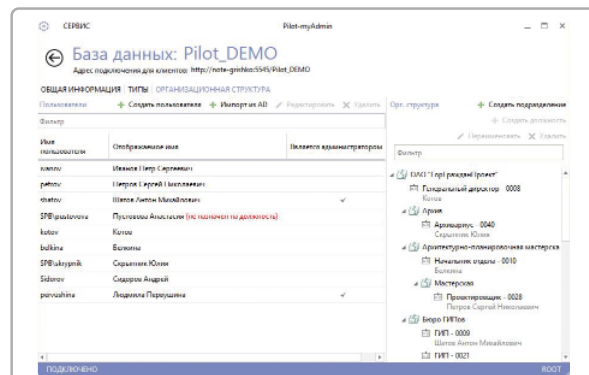 СЕРВИС
Pilot-myAdmin
База данных: Pilot_DEMO
Адрес подключения для клиентов: http://note-grishko:5545/Pilot_DEMO
ОБЩАЯ ИНФОРМАЦИЯ ТИПЫ ОРГАНИЗАЦИОННАЯ СТРУКТУРА
Пользователи + Создать пользователя + Импорт из AD Редактировать Удалить
Фильтр
Имя пользователя Отображаемое имя Является администратором
ivanov Иванов Петр Сергеевич
petrov Петров Сергей Николаевич
shatov Шатов Антон Михайлович ✓
SPB\pustovova Пустовова Анастасия (не назначен на должность)
kotov Котов
belkina Белкина
SPB\skrypnik Скрыпник Юлия
Sidorov Сидоров Андрей
pervushina Людмила Первушина ✓
Орг. структура + Создать подразделение
+ Создать должность
Переименовать Удалить
Фильтр
ОАО "ГорГражданПроект"
Генеральный директор - 0008
Котов
Архив
Архивариус - 0040
Скрыпник Юлия
Архитектурно-планировочная мастерска
Начальник отдела - 0010
Белкина
Мастерская
Проектировщик - 0028
Петров Сергей Николаевич
Бюро ГИПов
ГИП - 0009
Шатов Антон Михайлович
ГИП - 0021
ПОДКЛЮЧЕНО
ROOT